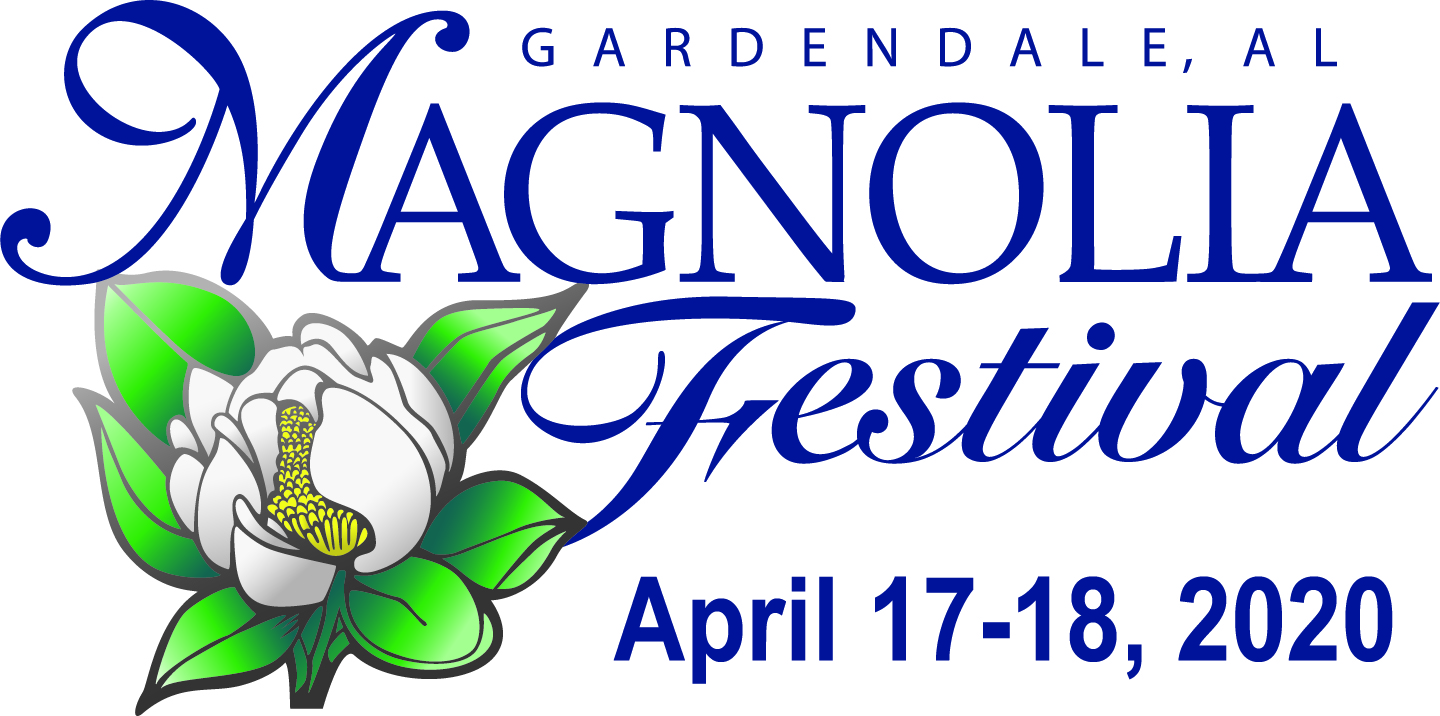 GARDENDALE, AL
MAGNOLIA
Festival
April 17-18, 2020